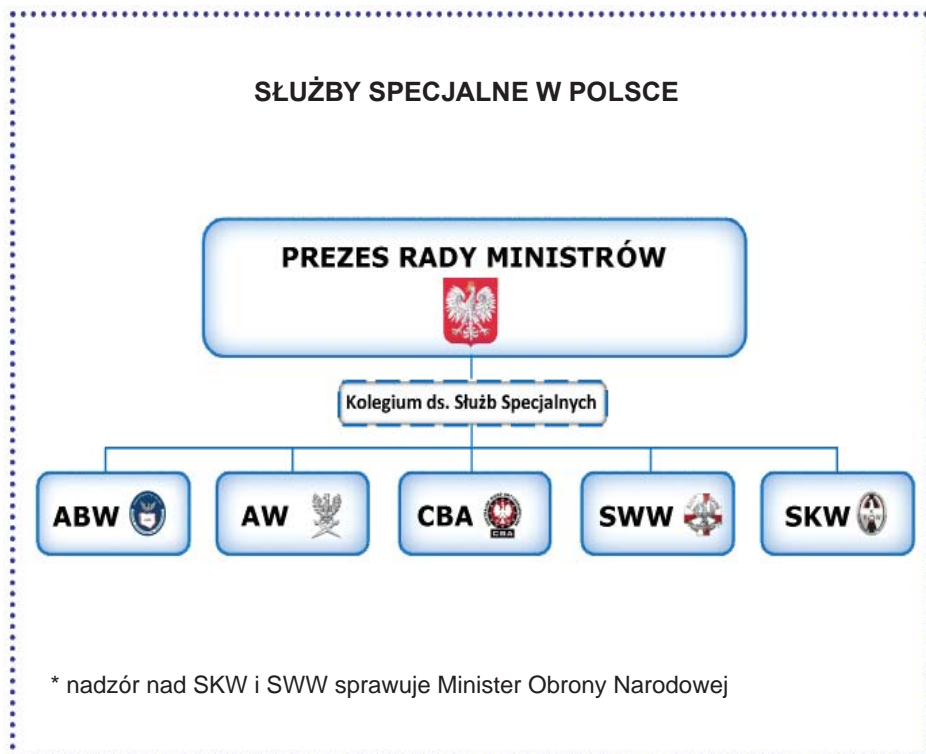 SŁUŻBY SPECJALNE W POLSCE
PREZES RADY MINISTRÓW
Kolegium ds. Służb Specjalnych
ABW
AW
CBA
CBA
SWW
SKW
* nadzór nad SKW i SWW sprawuje Minister Obrony Narodowej